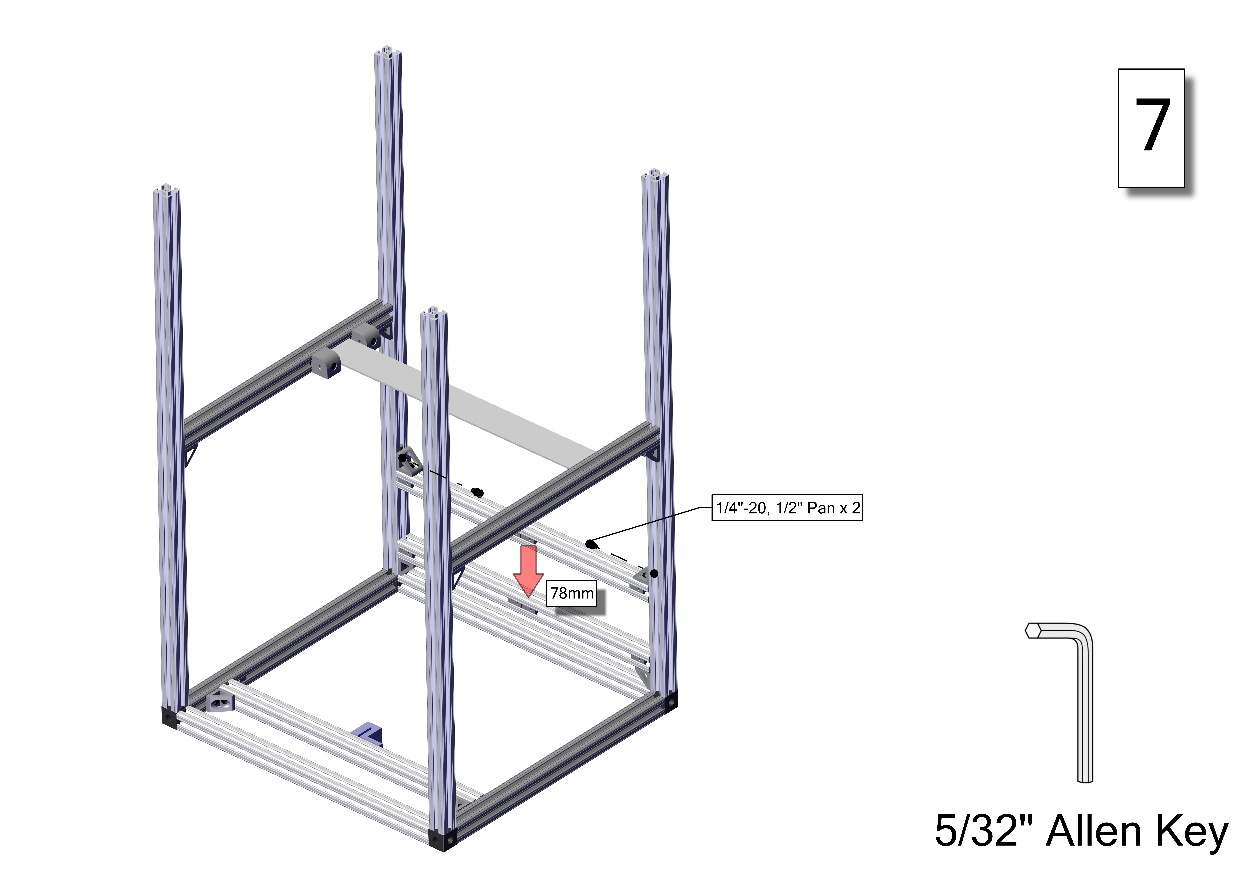 7
1/4"-20, 1/2" Pan x 2
78mm
5/32" Allen Key